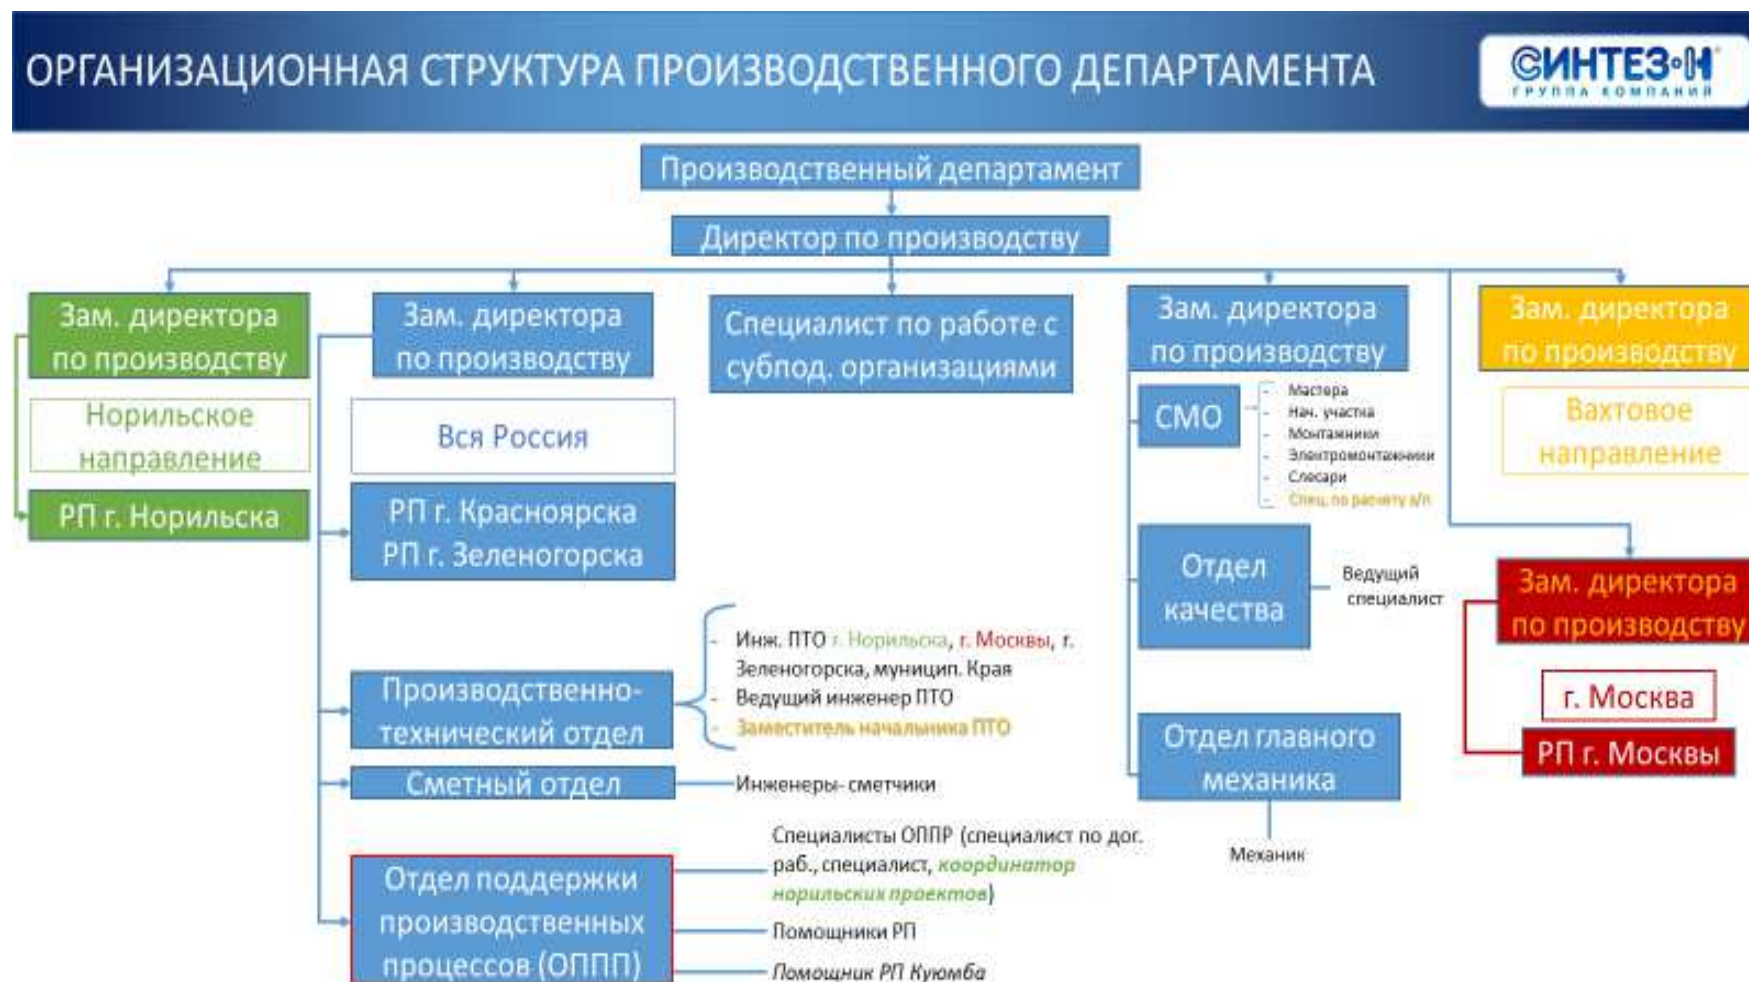 ОРГАНИЗАЦИОННАЯ СТРУКТУРА ПРОИЗВОДСТВЕННОГО ДЕПАРТАМЕНТА
СИНТЕЗ•Н
ГРУППА КОМПАНИЙ
Производственный департамент
Директор по производству
Зам. директора
по производству
Норильское
направление
РП г. Норильска
Зам. директора
по производству
Вся Россия
РП г. Красноярска
РП г. Зеленогорска
Производственно-
технический отдел
- Инж. ПТО г. Норильска, г. Москвы, г.
Зеленогорска, муницип. Края
- Ведущий инженер ПТО
- Заместитель начальника ПТО
Сметный отдел
Инженеры- сметчики
Отдел поддержки
производственных
процессов (ОППП)
Специалисты ОППР (специалист по дог.
раб., специалист, координатор
норильских проектов)
Помощники РП
Помощник РП Куюмба
Специалист по работе с
субпод. организациями
Зам. директора
по производству
СМО
- Мастера
- Нач. участка
- Монтажники
- Электромонтажники
- Слесари
- Спец. по расчету з/п
Отдел
качества
Ведущий
специалист
Отдел главного
механика
Механик
Зам. директора
по производству
Вахтовое
направление
Зам. директора
по производству
г. Москва
РП г. Москвы